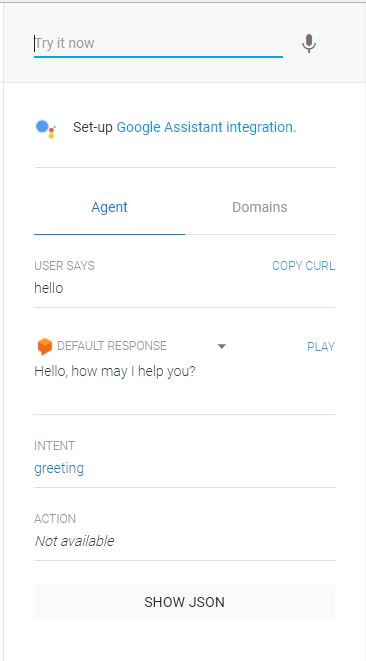 Try it now
Set-up Google Assistant integration.
Agent Domains
USER SAYS COPY CURL
hello
DEFAULT RESPONSE PLAY
Hello, how may I help you?
INTENT
greeting
ACTION
Not available
SHOW JSON